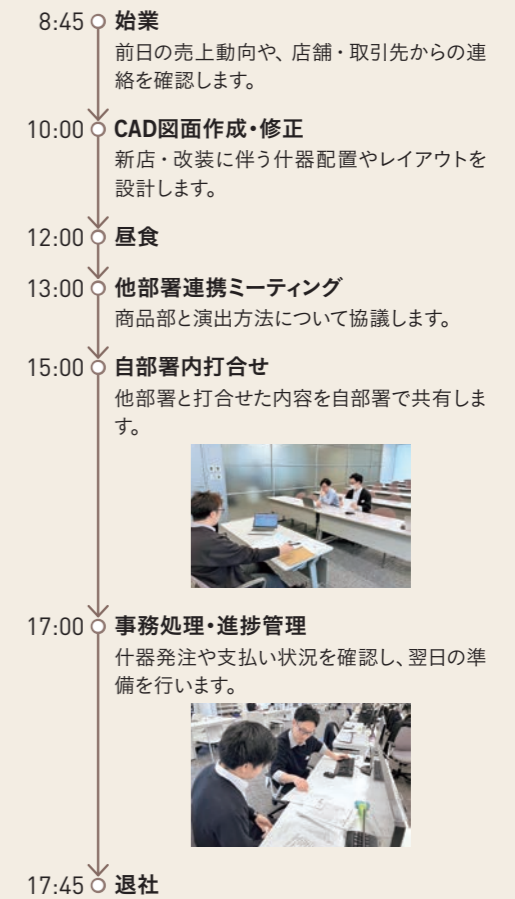 8:45 始業
前日の売上動向や、店舗・取引先からの連
絡を確認します。
10:00 CAD図面作成・修正
新店・改装に伴う什器配置やレイアウトを
設計します。
12:00 昼食
13:00 他部署連携ミーティング
商品部と演出方法について協議します。
15:00 自部署内打合せ
他部署と打合せた内容を自部署で共有しま
す。
17:00 事務処理・進捗管理
什器発注や支払い状況を確認し、翌日の準
備を行います。
17:45 退社